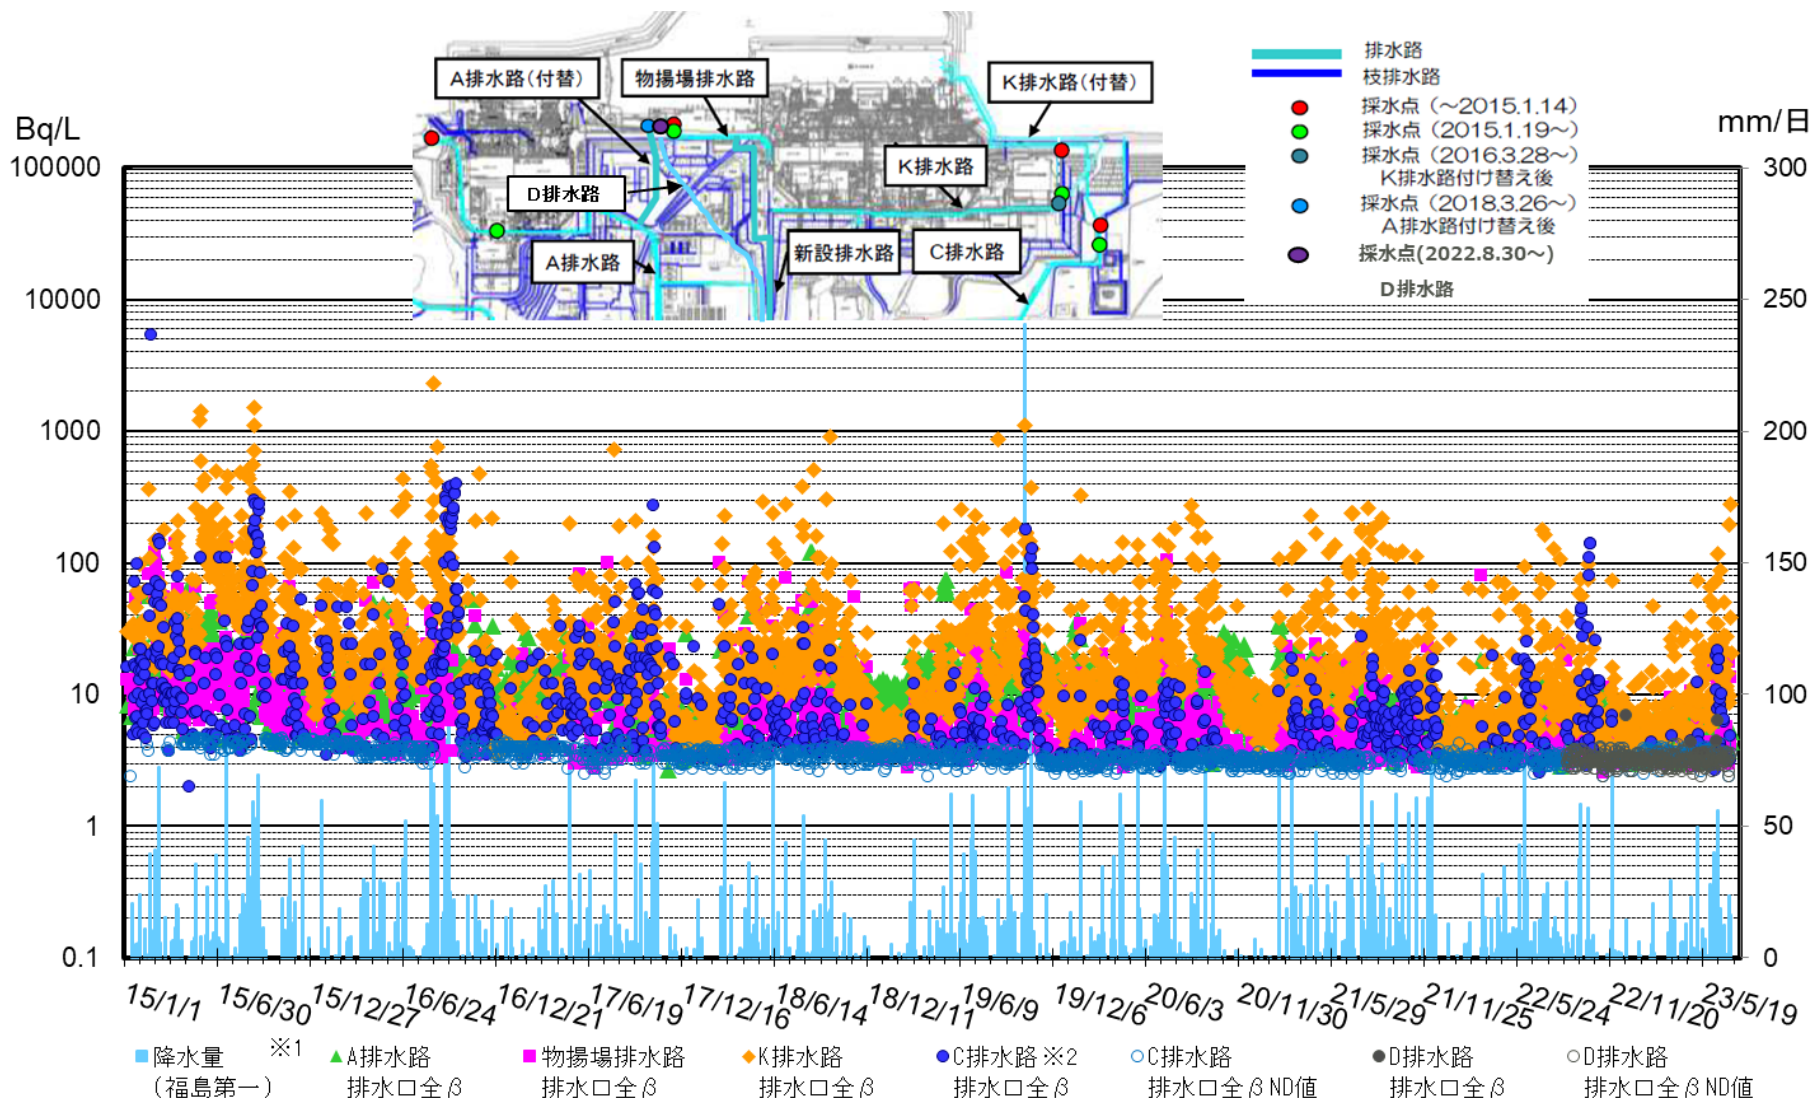 A排水路(付替)
物揚場排水路
K排水路(付替)
D排水路
K排水路
A排水路
新設排水路
C排水路
排水路
枝排水路
採水点(~2015.1.14)
採水点(2015.1.19~)
採水点(2016.3.28~)
K排水路付け替え後
採水点(2018.3.26~)
A排水路付け替え後
採水点(2022.8.30~)
D排水路
Bq/L
mm/日
100000
10000
1000
100
10
1
0.1
300
250
200
150
100
50
0
15/1/1
15/6/30
15/12/27
16/6/24
16/12/21
17/6/19
17/12/16
18/6/14
18/12/11
19/6/9
19/12/6
20/6/3
20/11/30
21/5/29
21/11/25
22/5/24
22/11/20
23/5/19
降水量 ※1
(福島第一)
A排水路
排水口全β
物揚場排水路
排水口全β
K排水路
排水口全β
C排水路※2
排水口全β
C排水路
排水口全βND値
D排水路
排水口全β
D排水路
排水口全βND値